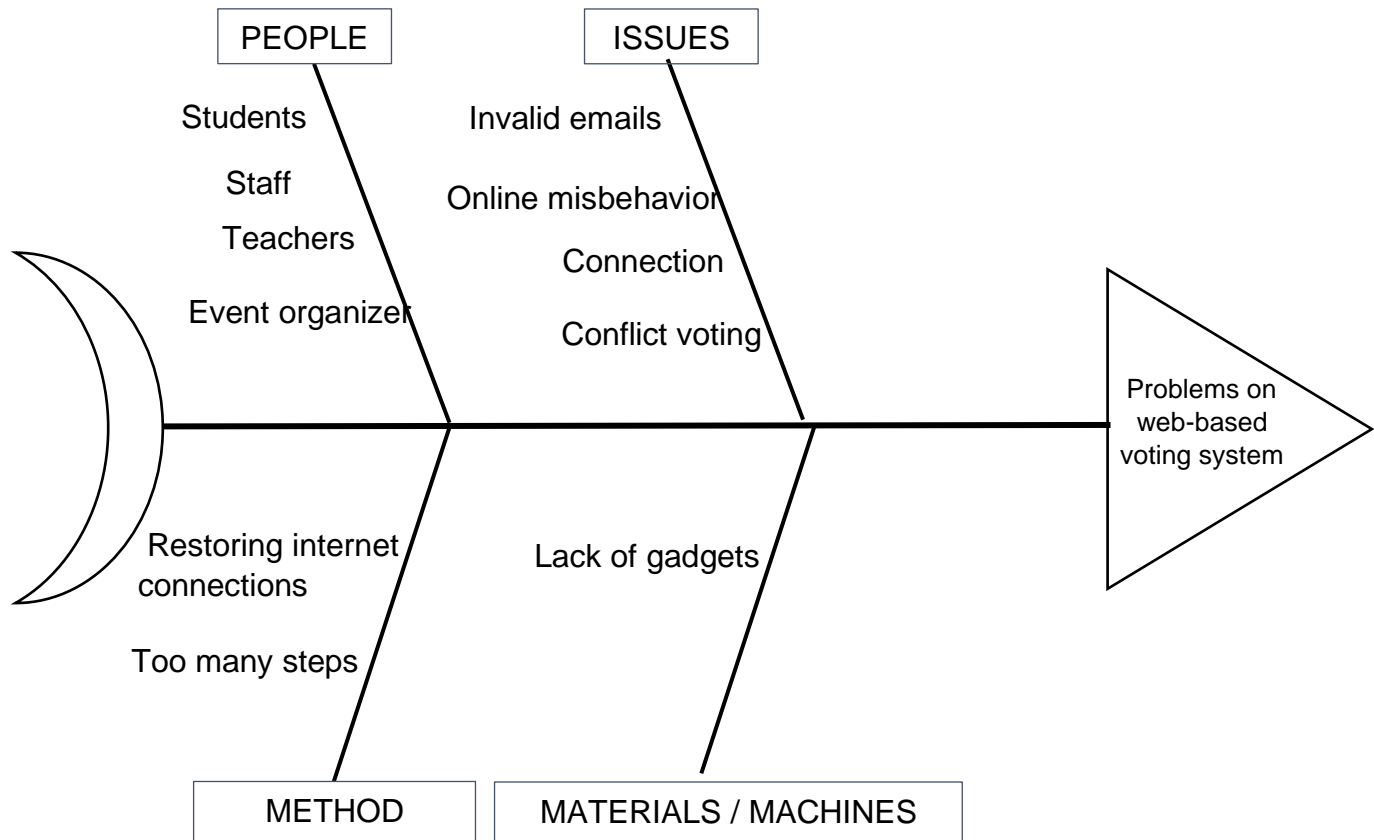 PEOPLE
ISSUES
Students
Invalid emails
Staff
Online misbehavior
Teachers
Connection
Event organizer
Conflict voting
Problems on
web-based
voting system
Restoring internet
connections
Lack of gadgets
Too many steps
METHOD
MATERIALS / MACHINES